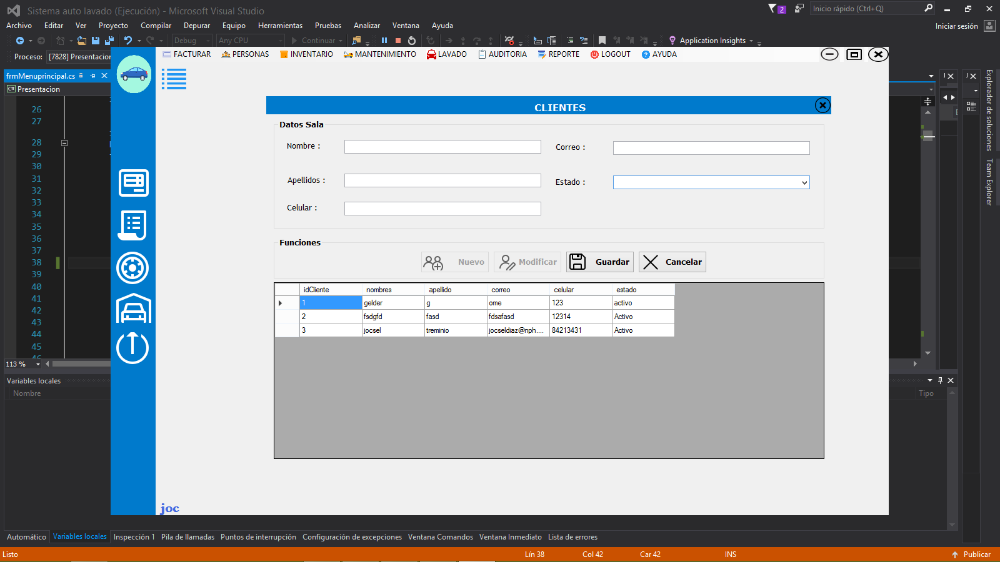 Sistema auto lavado (Ejecución) - Microsoft Visual Studio
2
Inicio rápido (Ctrl+Q)
Archivo Editar Ver Proyecto Compilar Depurar Equipo Herramientas Pruebas Analizar Ventana Ayuda
Iniciar sesión
Debug Any CPU Continuar Application Insights
Proceso: [7828] Presentacion
FACTURAR PERSONAS INVENTARIO MANTENIMIENTO LAVADO AUDITORIA REPORTE LOGOUT AYUDA
frmMenuprincipal.cs
C# Presentacion
Explorador de soluciones
Team Explorer
26
27
28
29
30
31
32
33
34
35
36
37
38
39
40
41
42
43
44
45
46
CLIENTES
Datos Sala
Nombre :
Correo :
Apellidos :
Estado :
Celular :
Funciones
Nuevo Modificar Guardar Cancelar
idCliente nombres apellido correo celular estado
1 gelder g ome 123 activo
2 fsdgfd fasd fdsafasd 12314 Activo
3 jocsel treminio jocseldiaz@nph.... 84213431 Activo
113 %
Variables locales
Nombre
Tipo
joc
Automático Variables locales Inspección 1 Pila de llamadas Puntos de interrupción Configuración de excepciones Ventana Comandos Ventana Inmediato Lista de errores
Listo Lín 38 Col 42 Car 42 INS Publicar